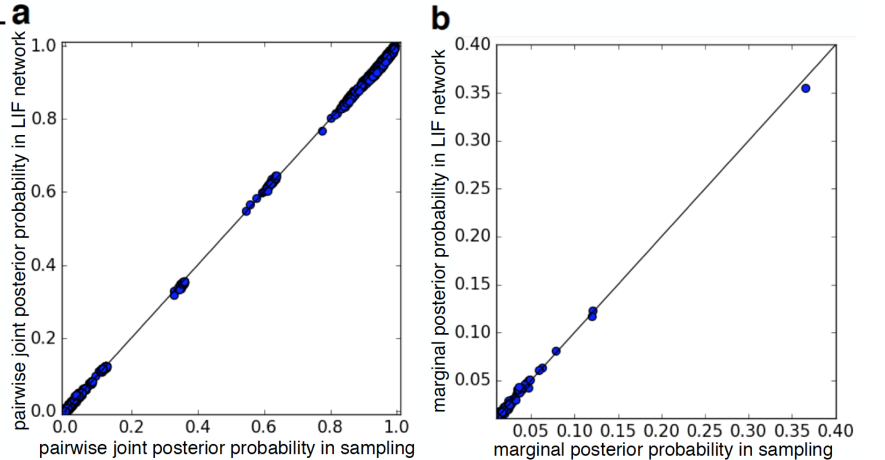 a
pairwise joint posterior probability in LIF network
1.0
0.8
0.6
0.4
0.2
0.0
0.0 0.2 0.4 0.6 0.8 1.0
pairwise joint posterior probability in sampling
b
marginal posterior probability in LIF network
0.40
0.35
0.30
0.25
0.20
0.15
0.10
0.05
0.05 0.10 0.15 0.20 0.25 0.30 0.35 0.40
marginal posterior probability in sampling